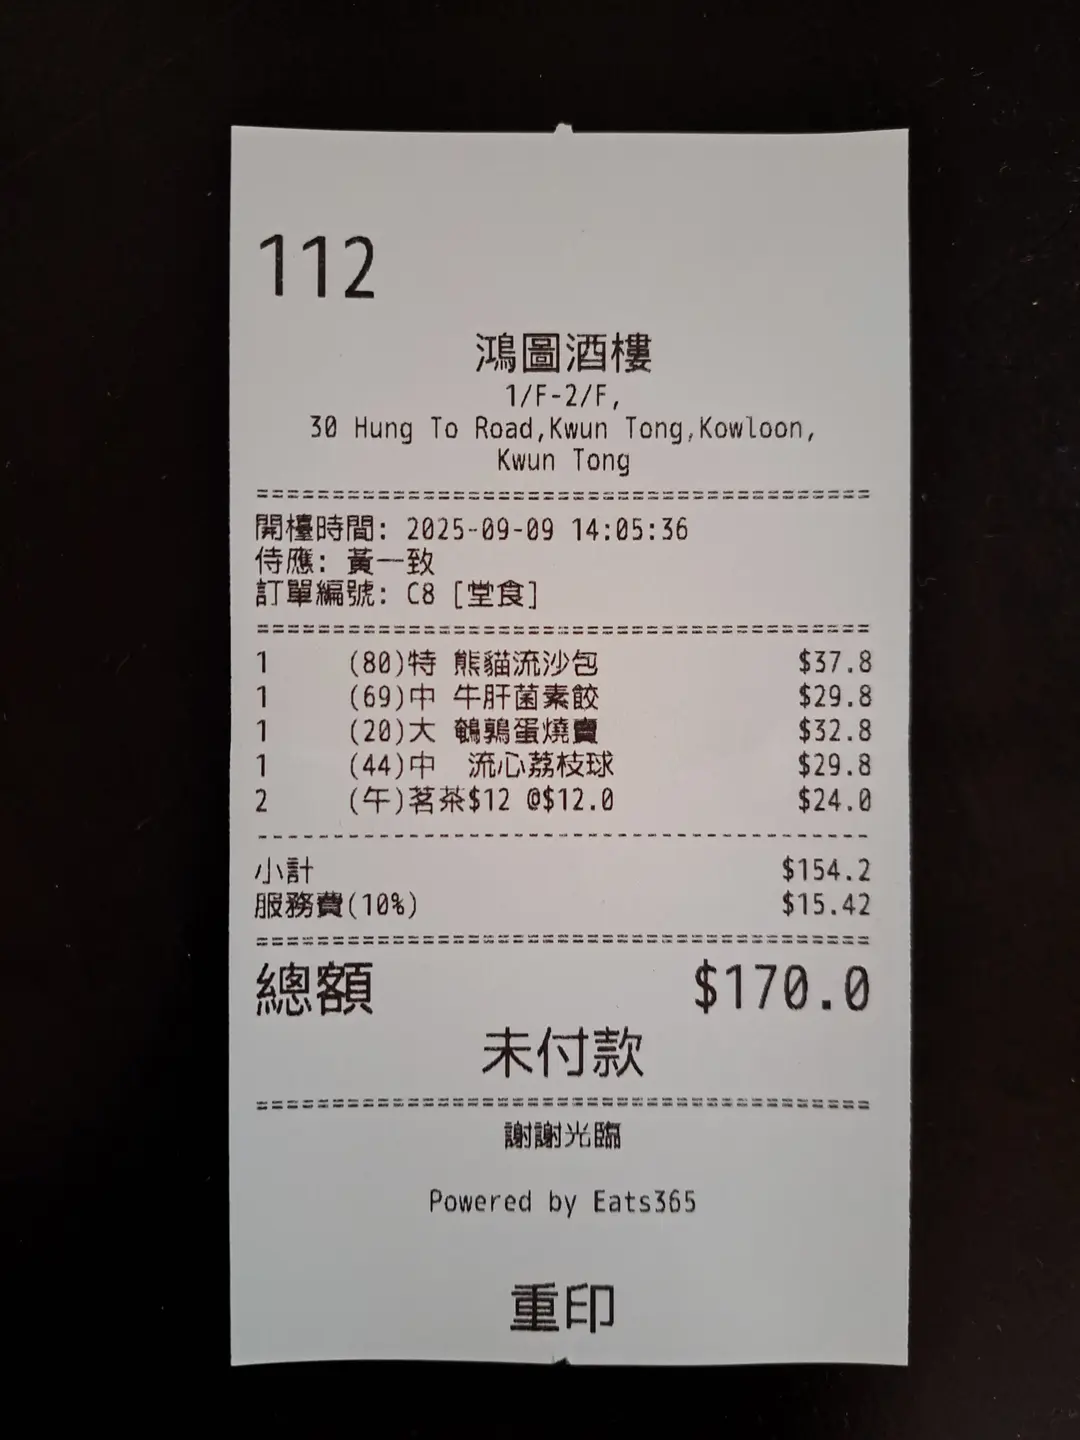 112
鴻圖酒樓
1/F-2/F,
30 Hung To Road,Kwun Tong,Kowloon,
Kwun Tong
開檯時間: 2025-09-09 14:05:36
侍應: 黃一致
訂單編號: C8 [堂食]
1 (80)特 熊貓流沙包 $37.8
1 (69)中 牛肝菌素餃 $29.8
1 (20)大 鵪鶉蛋燒賣 $32.8
1 (44)中 流心荔枝球 $29.8
2 (午)茗茶$12 @$12.0 $24.0
小計 $154.2
服務費(10%) $15.42
總額 $170.0
未付款
謝謝光臨
Powered by Eats365
重印